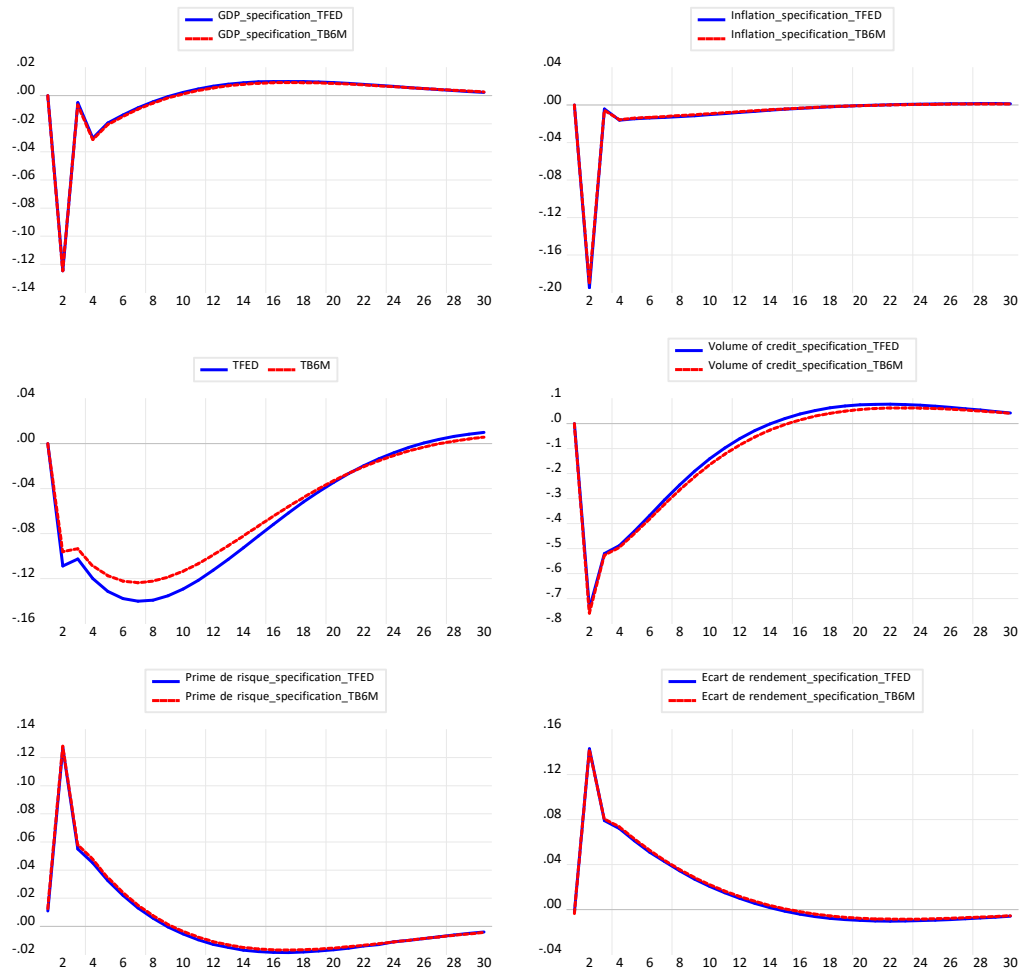 GDP_specification_TFED
GDP_specification_TB6M
.02
.00
-.02
-.04
-.06
-.08
-.10
-.12
-.14
2 4 6 8 10 12 14 16 18 20 22 24 26 28 30
Inflation_specification_TFED
Inflation_specification_TB6M
.04
.00
-.04
-.08
-.12
-.16
-.20
2 4 6 8 10 12 14 16 18 20 22 24 26 28 30
TFED TB6M
.04
.00
-.04
-.08
-.12
-.16
2 4 6 8 10 12 14 16 18 20 22 24 26 28 30
Volume of credit_specification_TFED
Volume of credit_specification_TB6M
.1
.0
-.1
-.2
-.3
-.4
-.5
-.6
-.7
-.8
2 4 6 8 10 12 14 16 18 20 22 24 26 28 30
Prime de risque_specification_TFED
Prime de risque_specification_TB6M
.14
.12
.10
.08
.06
.04
.02
.00
-.02
2 4 6 8 10 12 14 16 18 20 22 24 26 28 30
Ecart de rendement_specification_TFED
Ecart de rendement_specification_TB6M
.16
.12
.08
.04
.00
-.04
2 4 6 8 10 12 14 16 18 20 22 24 26 28 30